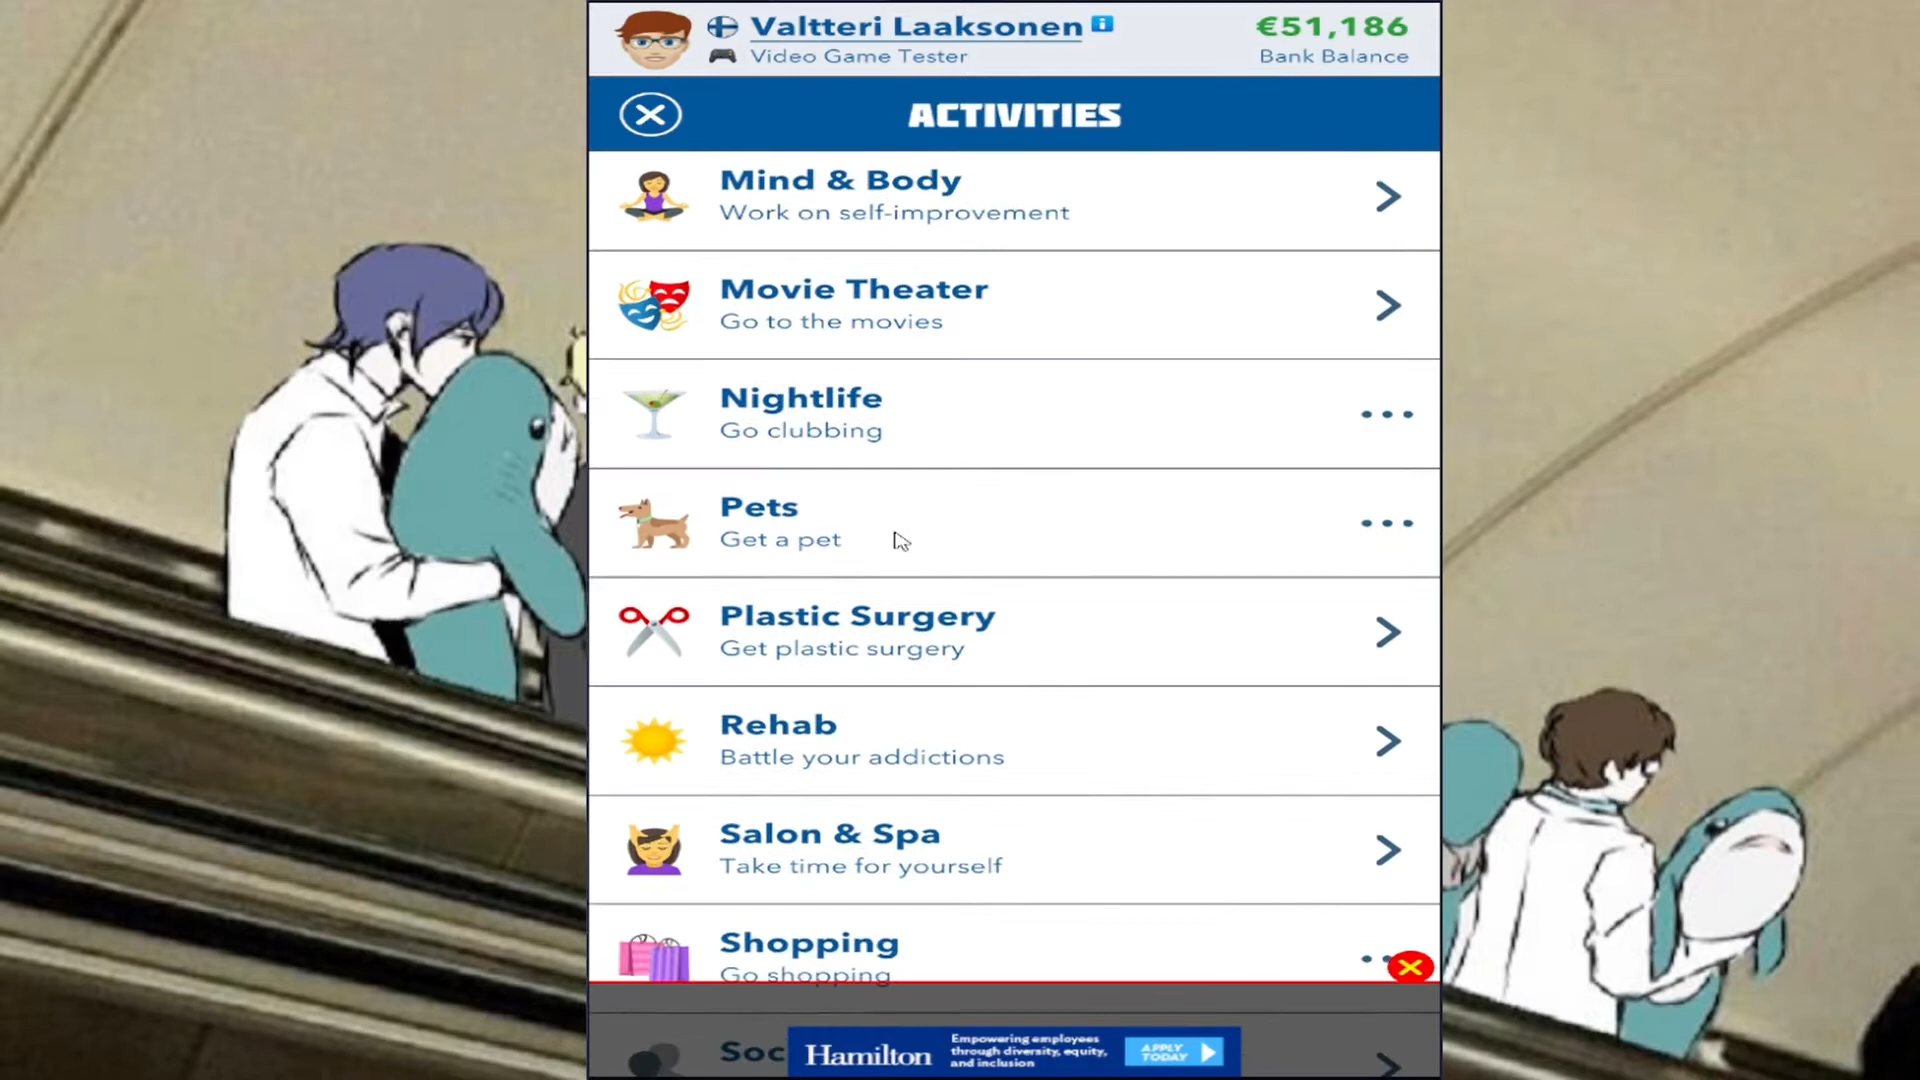 Valtteri Laaksonen
Video Game Tester
€51,186
Bank Balance
ACTIVITIES
Mind & Body
Work on self-improvement
Movie Theater
Go to the movies
Nightlife
Go clubbing
Pets
Get a pet
Plastic Surgery
Get plastic surgery
Rehab
Battle your addictions
Salon & Spa
Take time for yourself
Shopping
Go shopping
Soc
Hamilton
Empowering employees
through diversity, equity,
and inclusion
APPLY
TODAY